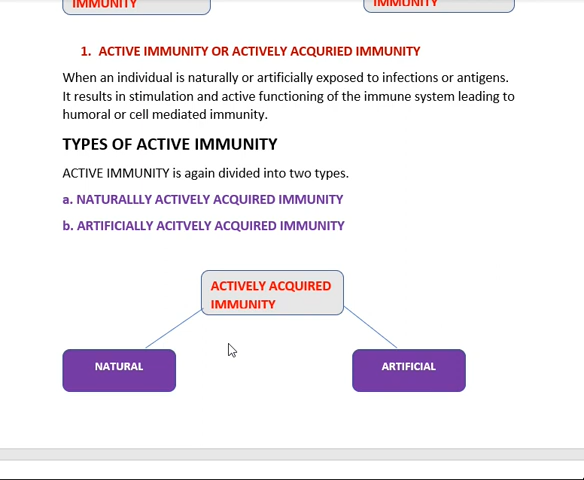 IMMUNITY
IMMUNITY
1. ACTIVE IMMUNITY OR ACTIVELY ACQURIED IMMUNITY
When an individual is naturally or artificially exposed to infections or antigens.
It results in stimulation and active functioning of the immune system leading to
humoral or cell mediated immunity.
TYPES OF ACTIVE IMMUNITY
ACTIVE IMMUNITY is again divided into two types.
a. NATURALLLY ACTIVELY ACQUIRED IMMUNITY
b. ARTIFICIALLY ACITVELY ACQUIRED IMMUNITY
ACTIVELY ACQUIRED
IMMUNITY
NATURAL
ARTIFICIAL